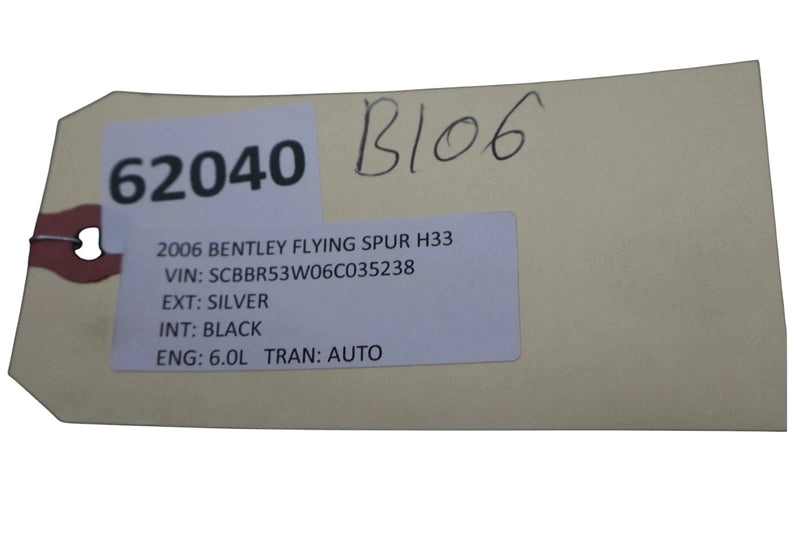 B106
62040
2006 BENTLEY FLYING SPUR H33
VIN: SCBBR53W06C035238
EXT: SILVER
INT: BLACK
ENG: 6.0L TRAN: AUTO